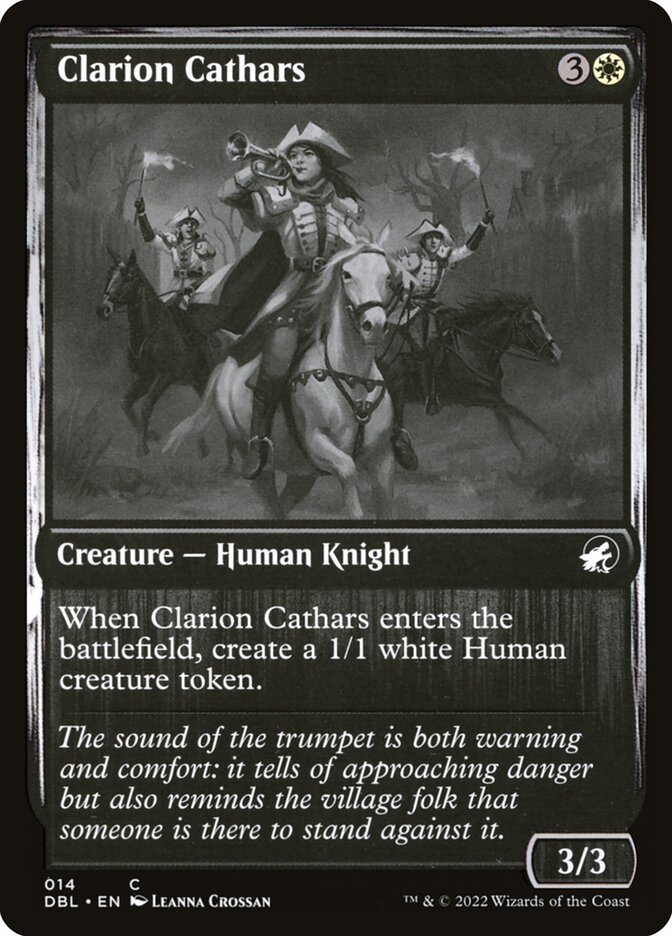 Clarion Cathars 3
Creature — Human Knight
When Clarion Cathars enters the
battlefield, create a 1/1 white Human
creature token.
The sound of the trumpet is both warning
and comfort: it tells of approaching danger
but also reminds the village folk that
someone is there to stand against it.
3/3
014 C
DBL • EN Leanna Crossan ™ & © 2022 Wizards of the Coast